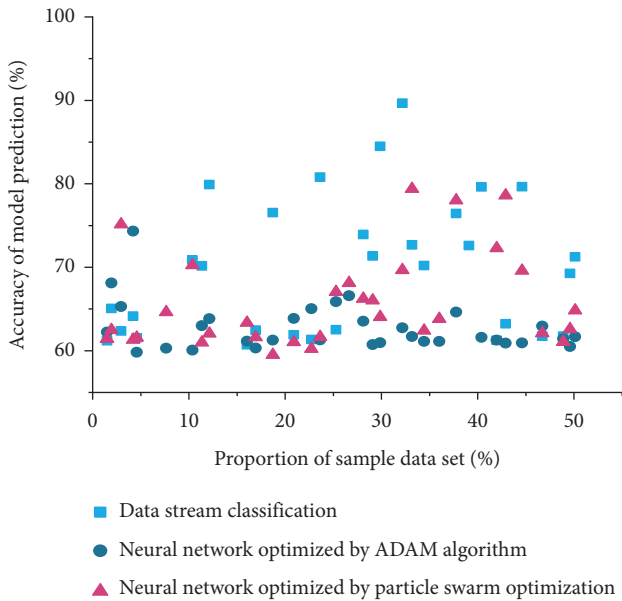 Accuracy of model prediction (%)
100
90
80
70
60
0
10
20
30
40
50
Proportion of sample data set (%)
Data stream classification
Neural network optimized by ADAM algorithm
Neural network optimized by particle swarm optimization